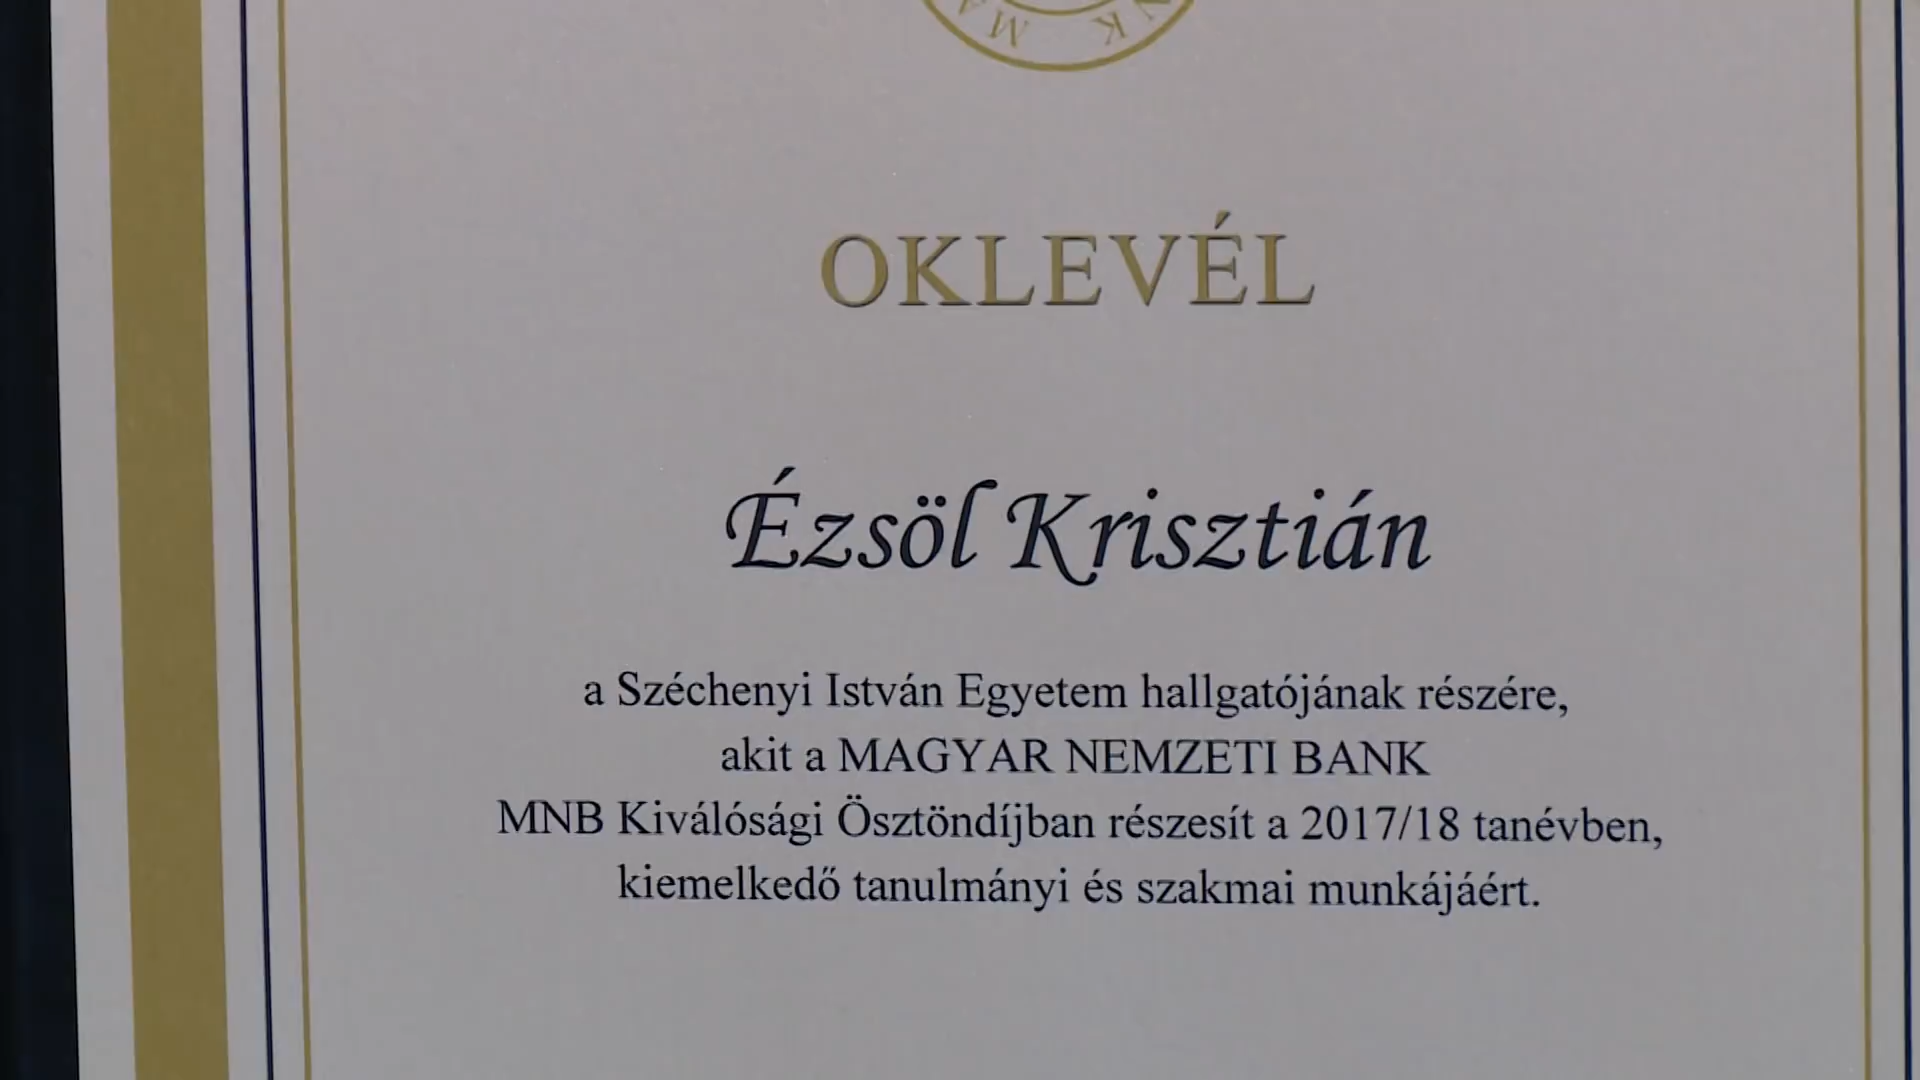 OKLEVÉL
Ézsöl Krisztián
a Széchenyi István Egyetem hallgatójának részére,
akit a MAGYAR NEMZETI BANK
MNB Kiválósági Ösztöndíjban részesít a 2017/18 tanévben,
kiemelkedő tanulmányi és szakmai munkájáért.